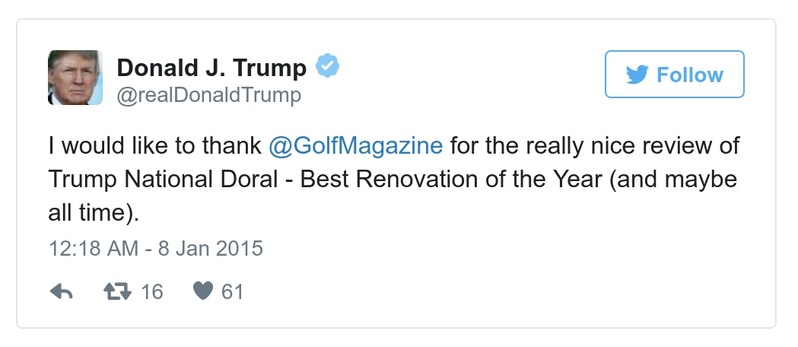 Donald J. Trump
Follow
@realDonaldTrump
I would like to thank @GolfMagazine for the really nice review of
Trump National Doral - Best Renovation of the Year (and maybe
all time).
12:18 AM - 8 Jan 2015
16 61